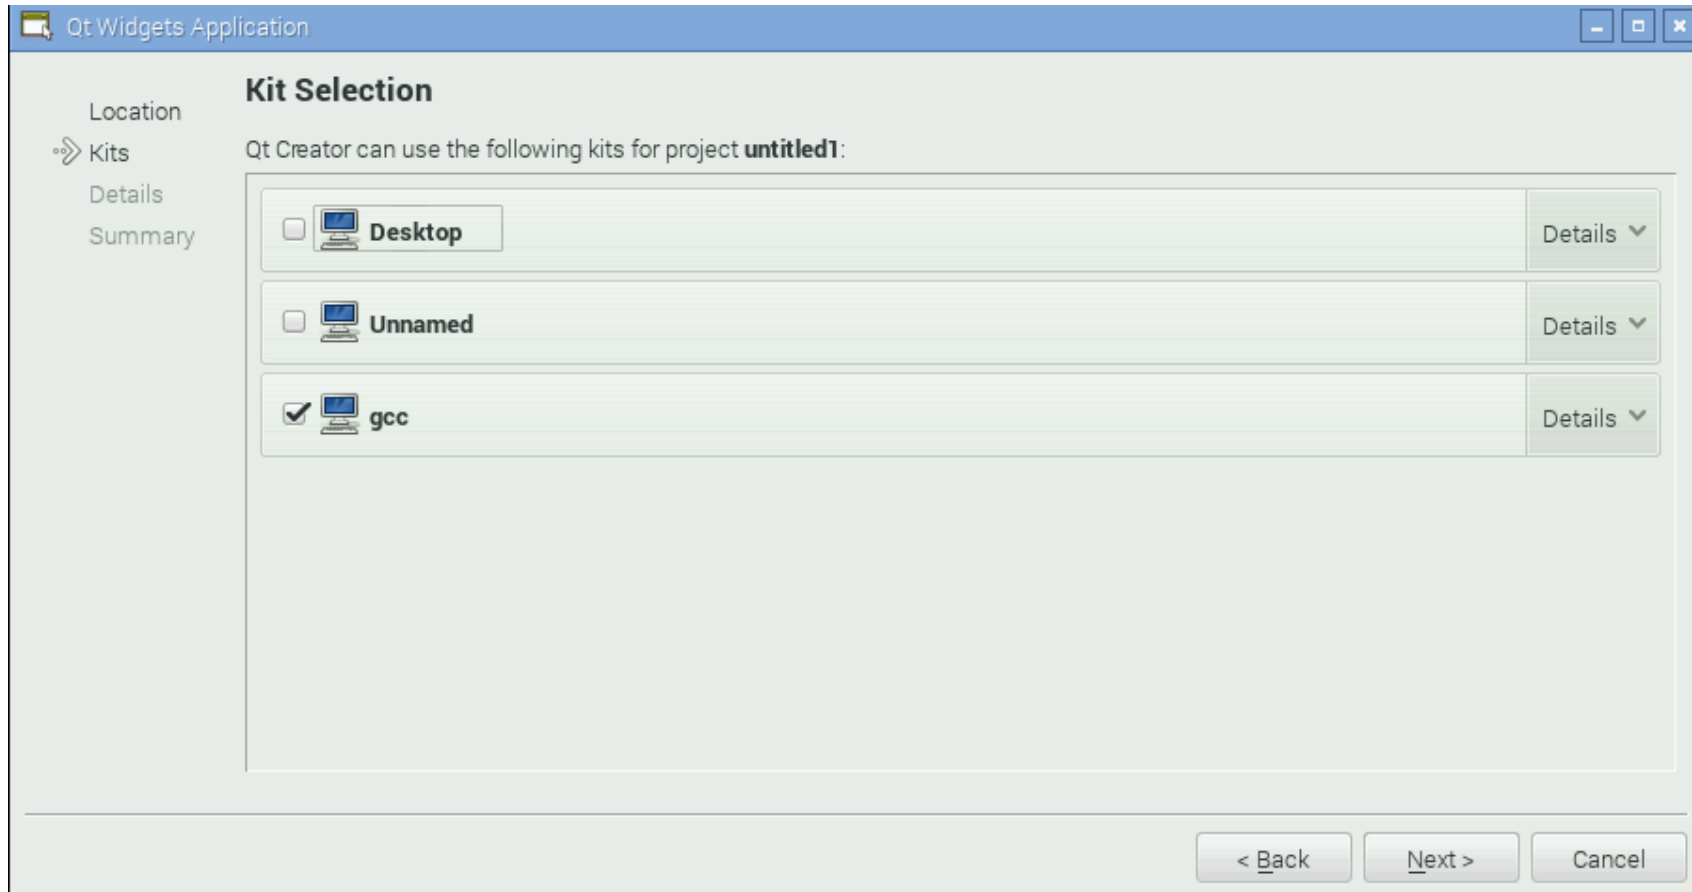 Qt Widgets Application
Location
Kits
Details
Summary
Kit Selection
Qt Creator can use the following kits for project untitled1:
Desktop
Details
Unnamed
Details
gcc
Details
< Back
Next >
Cancel